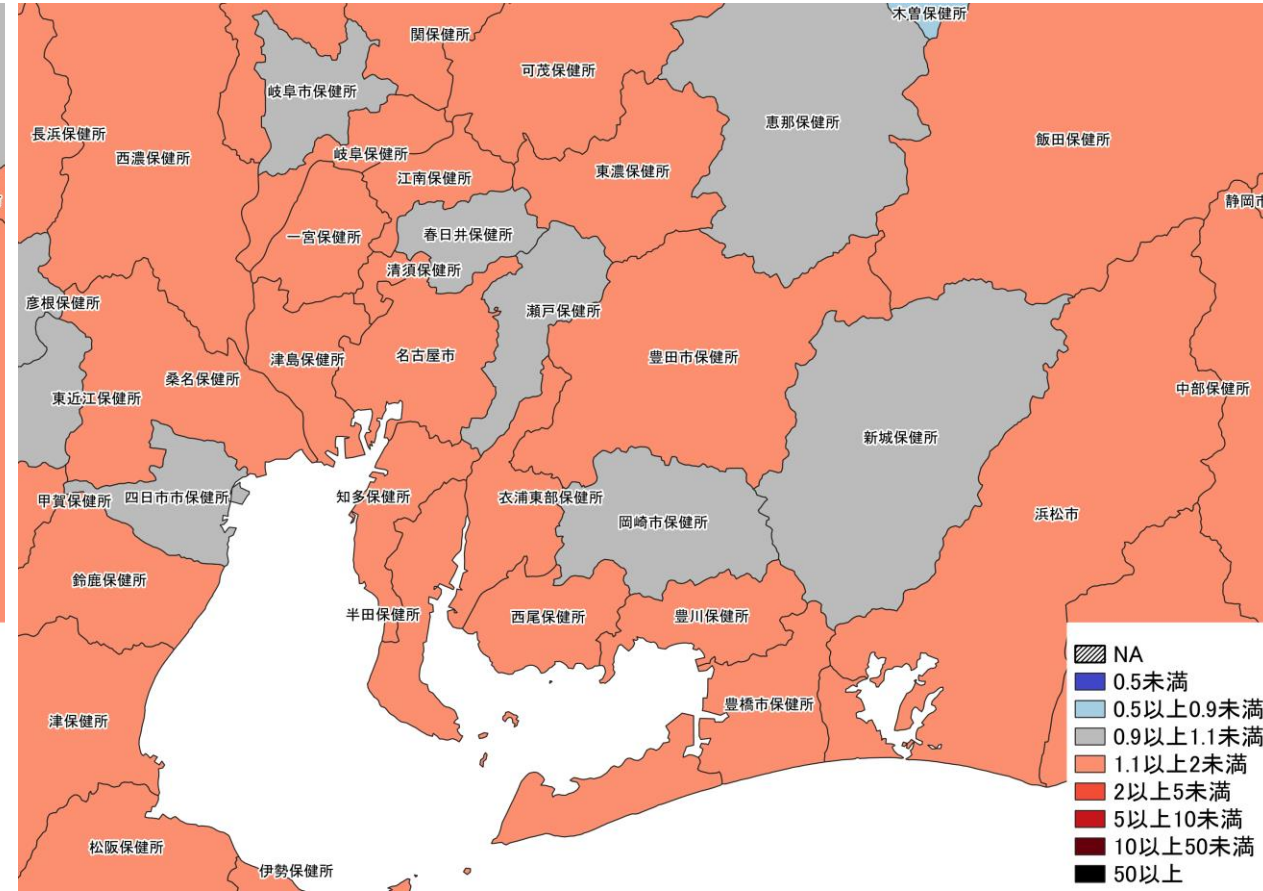 木曽保健所
関保健所
可茂保健所
岐阜市保健所
恵那保健所
長浜保健所
飯田保健所
西濃保健所
岐阜保健所
東濃保健所
江南保健所
静岡市
一宮保健所
春日井保健所
清須保健所
彦根保健所
瀬戸保健所
津島保健所
名古屋市
豊田市保健所
桑名保健所
中部保健所
東近江保健所
新城保健所
甲賀保健所
四日市市保健所
知多保健所
衣浦東部保健所
岡崎市保健所
浜松市
鈴鹿保健所
半田保健所
西尾保健所
豊川保健所
津保健所
豊橋市保健所
松阪保健所
伊勢保健所
NA
0.5未満
0.5以上0.9未満
0.9以上1.1未満
1.1以上2未満
2以上5未満
5以上10未満
10以上50未満
50以上